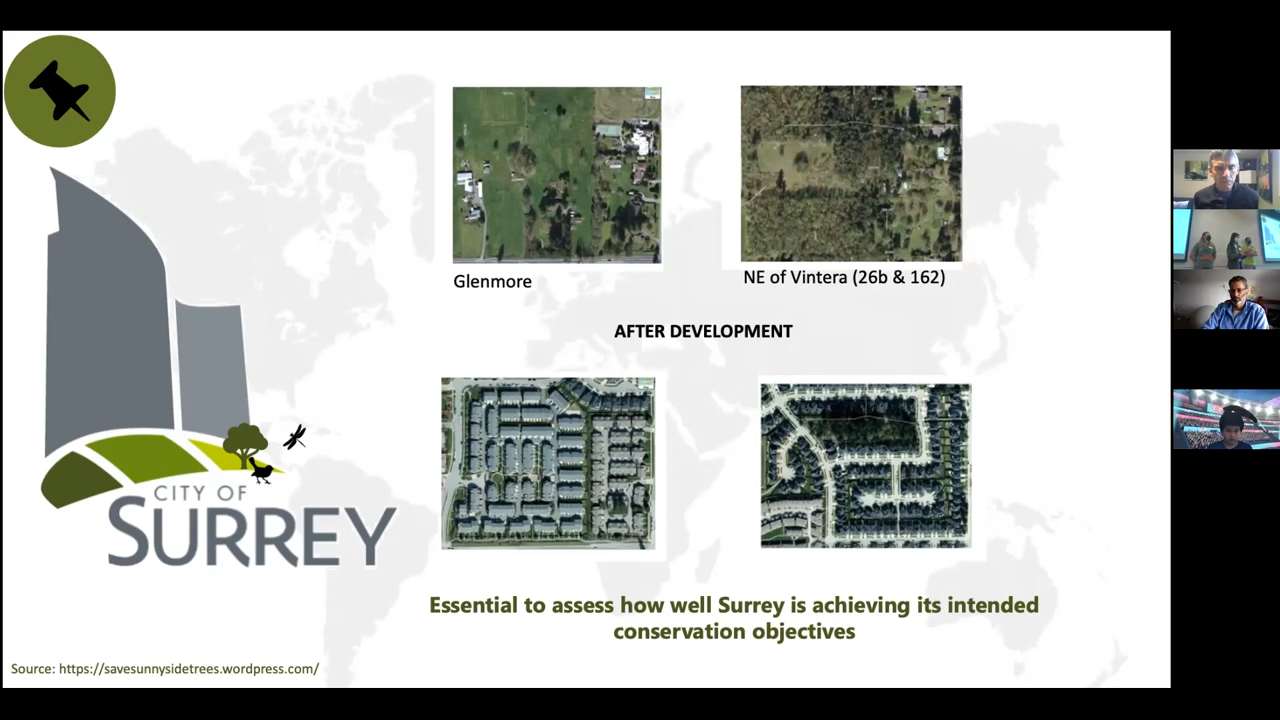 Glenmore
NE of Vintera (26b & 162)
AFTER DEVELOPMENT
CITY OF
SURREY
Essential to assess how well Surrey is achieving its intended
conservation objectives
Source: https://savesunnysidetrees.wordpress.com/